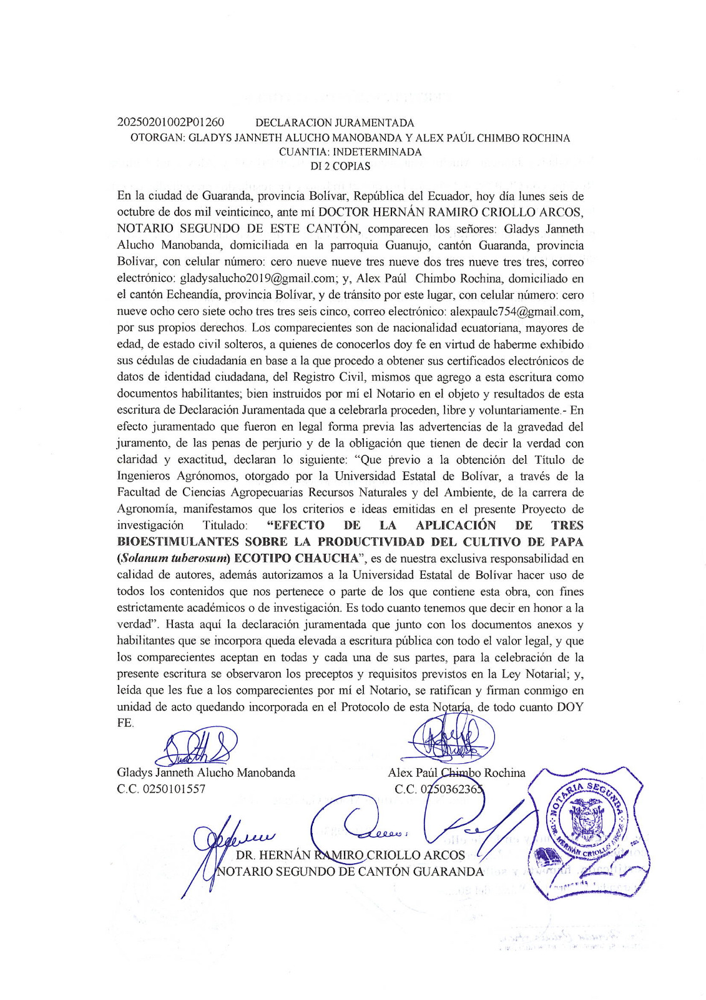 20250201002P01260 DECLARACION JURAMENTADA
OTORGAN: GLADYS JANNETH ALUCHO MANOBANDA Y ALEX PAÚL CHIMBO ROCHINA
CUANTIA: INDETERMINADA
DI 2 COPIAS
En la ciudad de Guaranda, provincia Bolívar, República del Ecuador, hoy día lunes seis de
octubre de dos mil veinticinco, ante mí DOCTOR HERNÁN RAMIRO CRIOLLO ARCOS,
NOTARIO SEGUNDO DE ESTE CANTÓN, comparecen los señores: Gladys Janneth
Alucho Manobanda, domiciliada en la parroquia Guanujo, cantón Guaranda, provincia
Bolívar, con celular número: cero nueve nueve tres nueve dos tres nueve tres tres, correo
electrónico: gladysalucho2019@gmail.com; y, Alex Paúl Chimbo Rochina, domiciliado en
el cantón Echeandía, provincia Bolívar, y de tránsito por este lugar, con celular número: cero
nueve ocho cero siete ocho tres tres seis cinco, correo electrónico: alexpaulc754@gmail.com,
por sus propios derechos. Los comparecientes son de nacionalidad ecuatoriana, mayores de
edad, de estado civil solteros, a quienes de conocerlos doy fe en virtud de haberme exhibido
sus cédulas de ciudadanía en base a la que procedo a obtener sus certificados electrónicos de
datos de identidad ciudadana, del Registro Civil, mismos que agrego a esta escritura como
documentos habilitantes; bien instruidos por mí el Notario en el objeto y resultados de esta
escritura de Declaración Juramentada que a celebrarla proceden, libre y voluntariamente.- En
efecto juramentado que fueron en legal forma previa las advertencias de la gravedad del
juramento, de las penas de perjurio y de la obligación que tienen de decir la verdad con
claridad y exactitud, declaran lo siguiente: “Que previo a la obtención del Título de
Ingenieros Agrónomos, otorgado por la Universidad Estatal de Bolívar, a través de la
Facultad de Ciencias Agropecuarias Recursos Naturales y del Ambiente, de la carrera de
Agronomía, manifestamos que los criterios e ideas emitidas en el presente Proyecto de
investigación Titulado: “EFECTO DE LA APLICACIÓN DE TRES
BIOESTIMULANTES SOBRE LA PRODUCTIVIDAD DEL CULTIVO DE PAPA
(Solanum tuberosum) ECOTIPO CHAUCHA”, es de nuestra exclusiva responsabilidad en
calidad de autores, además autorizamos a la Universidad Estatal de Bolívar hacer uso de
todos los contenidos que nos pertenece o parte de los que contiene esta obra, con fines
estrictamente académicos o de investigación. Es todo cuanto tenemos que decir en honor a la
verdad”. Hasta aquí la declaración juramentada que junto con los documentos anexos y
habilitantes que se incorpora queda elevada a escritura pública con todo el valor legal, y que
los comparecientes aceptan en todas y cada una de sus partes, para la celebración de la
presente escritura se observaron los preceptos y requisitos previstos en la Ley Notarial; y,
leída que les fue a los comparecientes por mí el Notario, se ratifican y firman conmigo en
unidad de acto quedando incorporada en el Protocolo de esta Notaría, de todo cuanto DOY
FE.
Gladys Janneth Alucho Manobanda Alex Paúl Chimbo Rochina
C.C. 0250101557 C.C. 0250362365
NOTARIA SEGUNDA
DR. HERNÁN CRIOLLO ARCOS
DR. HERNÁN RAMIRO CRIOLLO ARCOS
NOTARIO SEGUNDO DE CANTÓN GUARANDA